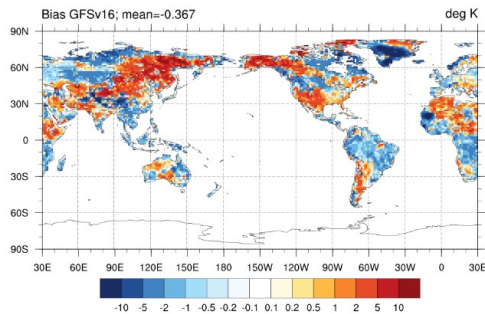 Bias GFSv16; mean=-0.367 deg K
90N
60N
30N
0
30S
60S
90S
30E 60E 90E 120E 150E 180 150W 120W 90W 60W 30W 0 30E
-10 -5 -2 -1 -0.5 -0.2 -0.1 0.1 0.2 0.5 1 2 5 10